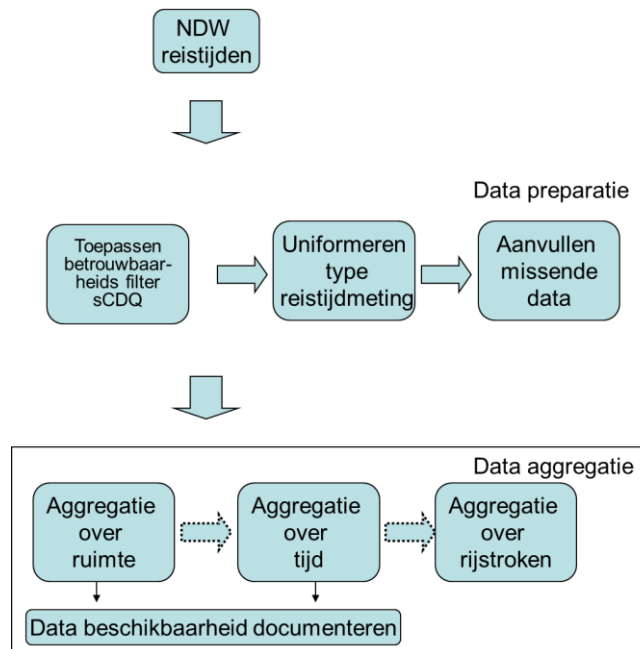 NDW
reistijden
Data preparatie
Toepassen
betrouwbaar-
heids filter
sCDQ
Uniformeren
type
reistijdmeting
Aanvullen
missende
data
Data aggregatie
Aggregatie
over
ruimte
Aggregatie
over
tijd
Aggregatie
over
rijstroken
Data beschikbaarheid documenteren